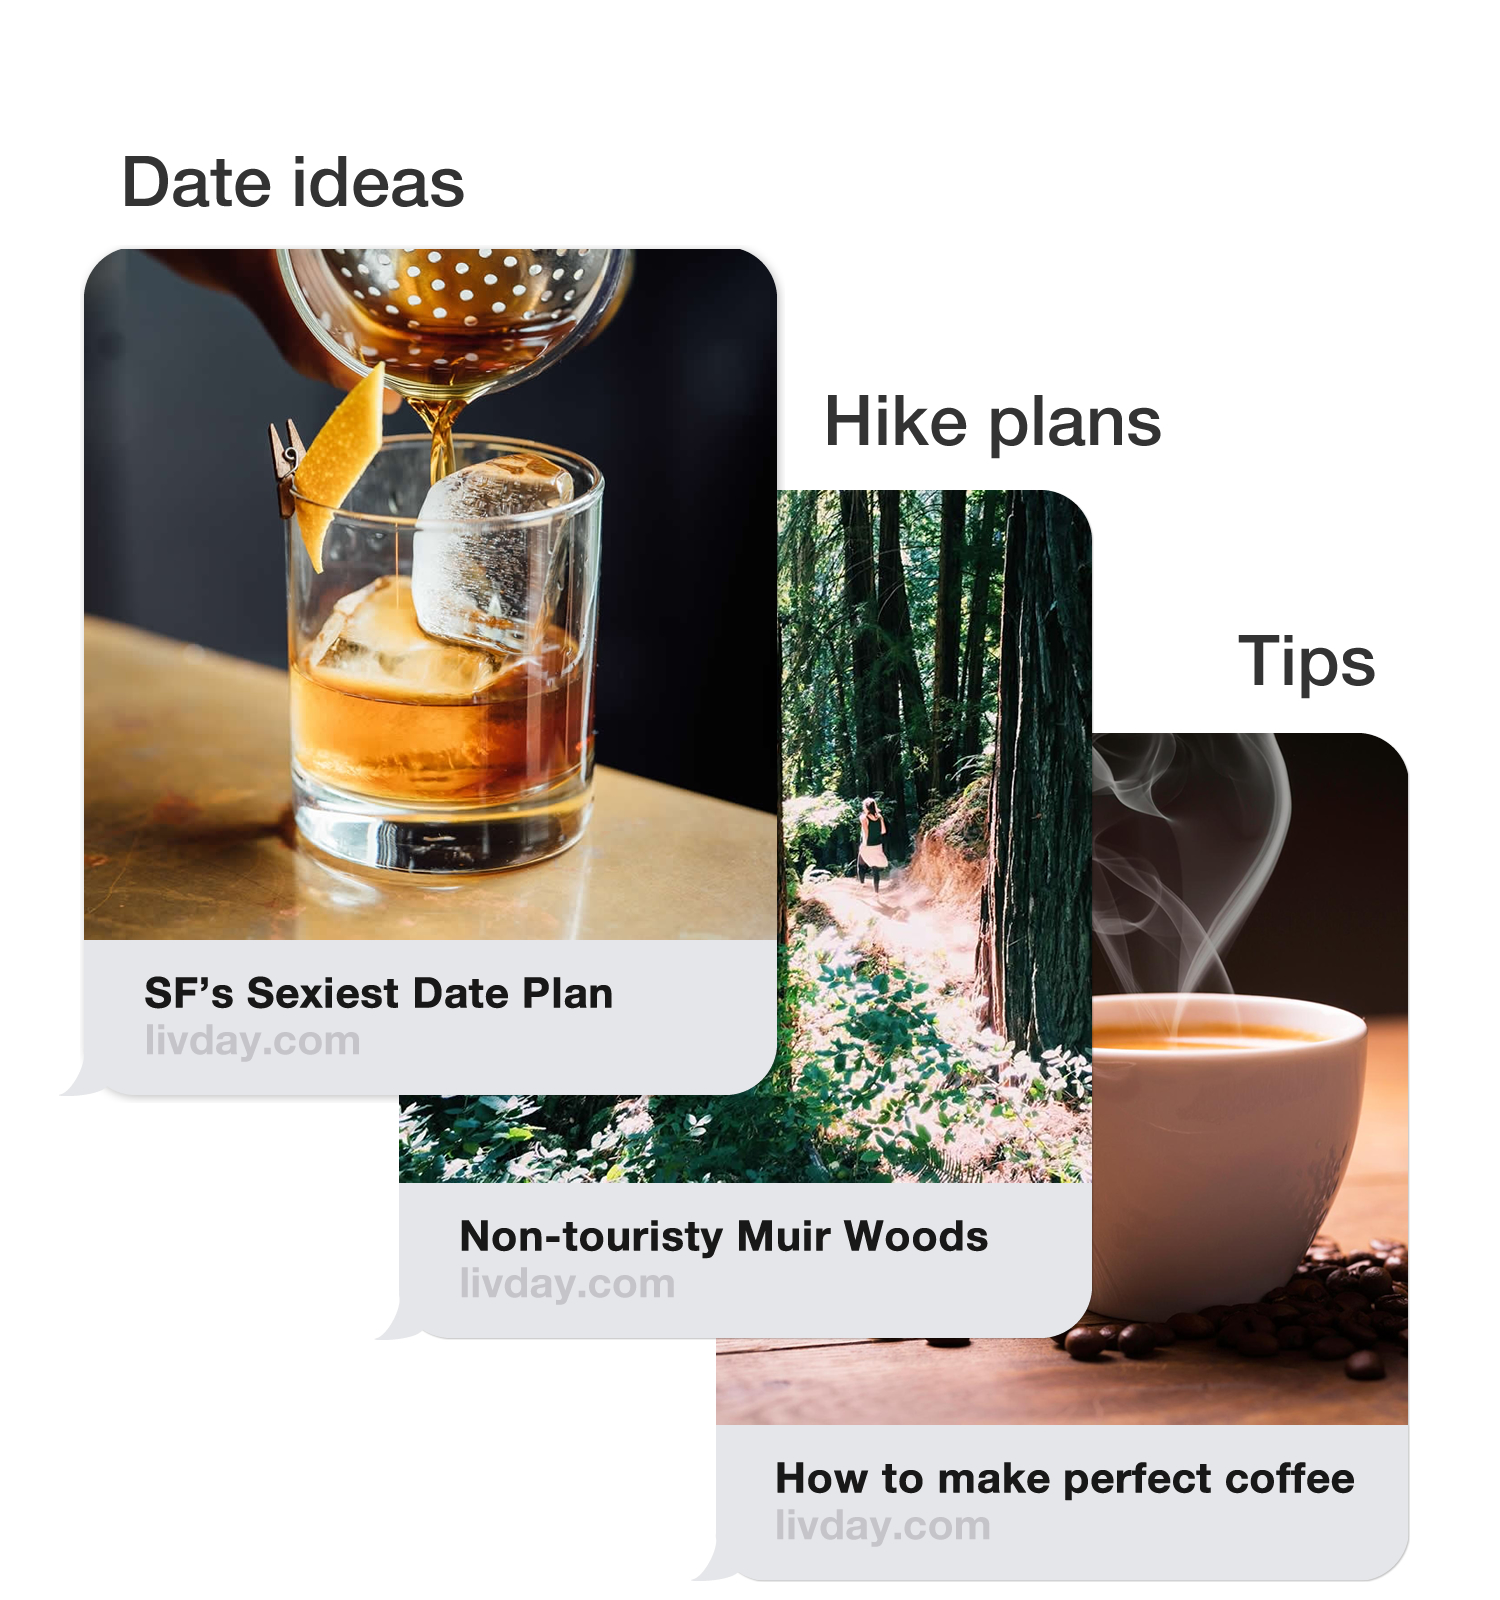 Date ideas
SF’s Sexiest Date Plan
livday.com
Hike plans
Non-touristy Muir Woods
livday.com
Tips
How to make perfect coffee
livday.com